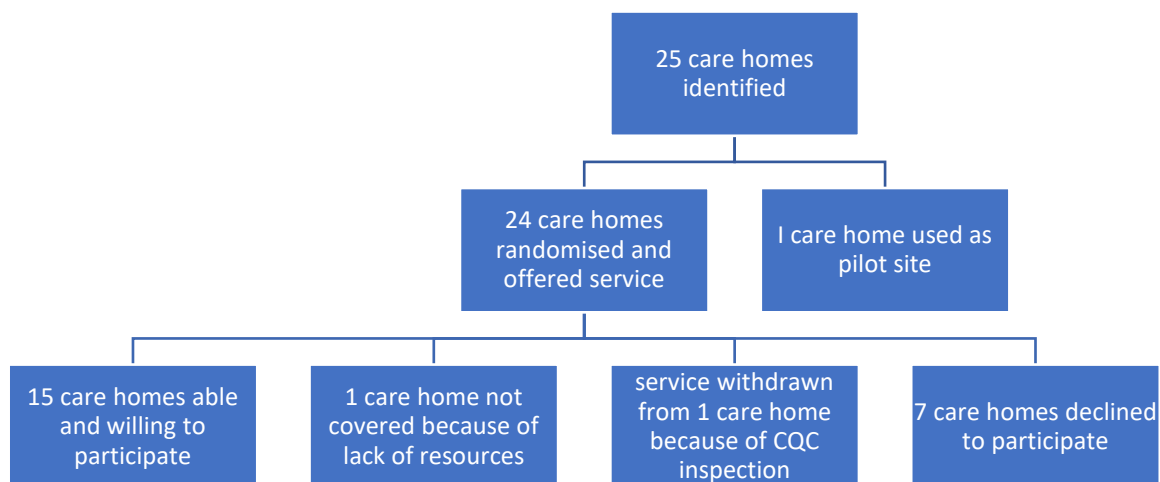 25 care homes
identified
24 care homes
randomised and
offered service
I care home used as
pilot site
15 care homes able
and willing to
participate
1 care home not
covered because of
lack of resources
service withdrawn
from 1 care home
because of CQC
inspection
7 care homes declined
to participate